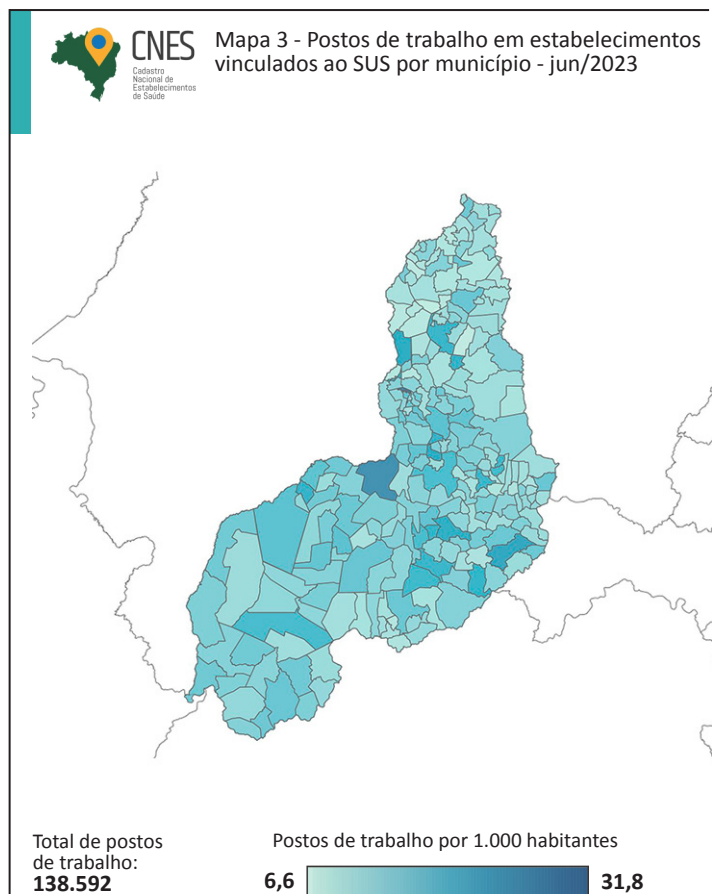 CNES
Cadastro
Nacional de
Estabelecimentos
de Saúde
Mapa 3 - Postos de trabalho em estabelecimentos
vinculados ao SUS por município - jun/2023
Total de postos
de trabalho:
138.592
Postos de trabalho por 1.000 habitantes
6,6
31,8